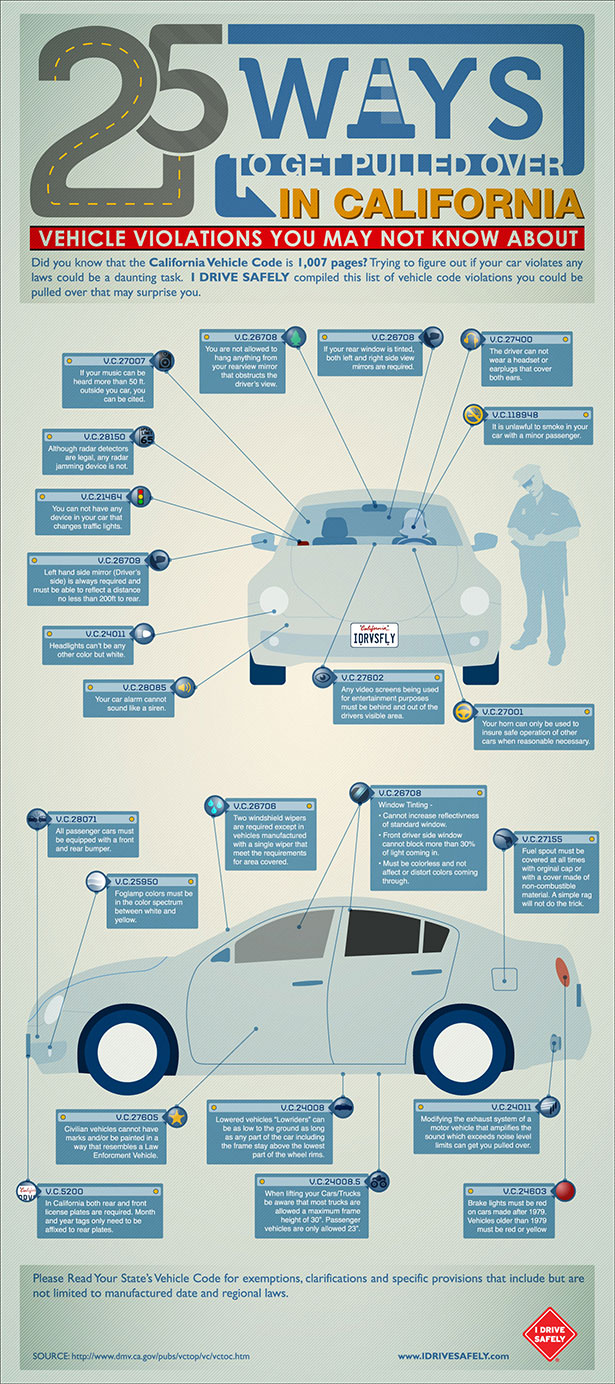 25 WAYS
TO GET PULLED OVER
IN CALIFORNIA
VEHICLE VIOLATIONS YOU MAY NOT KNOW ABOUT
Did you know that the California Vehicle Code is 1,007 pages? Trying to figure out if your car violates any
laws could be a daunting task. I DRIVE SAFELY compiled this list of vehicle code violations you could be
pulled over that may surprise you.
V.C.27007
If your music can be
heard more than 50 ft.
outside you car, you
can be cited.
V.C.26708
You are not allowed to
hang anything from
your rearview mirror
that obstructs the
driver's view.
V.C.26708
If your rear window is tinted,
both left and right side view
mirrors are required.
V.C.27400
The driver can not
wear a headset or
earplugs that cover
both ears.
V.C.118948
It is unlawful to smoke in your
car with a minor passenger.
V.C.28150
Although radar detectors
are legal, any radar
jamming device is not.
65
V.C.21464
You can not have any
device in your car that
changes traffic lights.
V.C.26709
Left hand side mirror (Driver's
side) is always required and
must be able to reflect a distance
no less than 200ft to rear.
V.C.24011
Headlights can't be any
other color but white.
V.C.28085
Your car alarm cannot
sound like a siren.
California
IDRVSFLY
V.C.27602
Any video screens being used
for entertainment purposes
must be behind and out of the
drivers visible area.
V.C.27001
Your horn can only be used to
insure safe operation of other
cars when reasonable necessary.
V.C.28071
All passenger cars must
be equipped with a front
and rear bumper.
V.C.26706
Two windshield wipers
are required except in
vehicles manufactured
with a single wiper that
meet the requirements
for area covered.
V.C.26708
Window Tinting -
• Cannot increase reflectivness
of standard window.
• Front driver side window
cannot block more than 30%
of light coming in.
• Must be colorless and not
affect or distort colors coming
through.
V.C.27155
Fuel spout must be
covered at all times
with orginal cap or
with a cover made of
non-combustible
material. A simple rag
will not do the trick.
V.C.25950
Foglamp colors must be
in the color spectrum
between white and
yellow.
V.C.27605
Civilian vehicles cannot have
marks and/or be painted in a
way that resembles a Law
Enforcment Vehicle.
V.C.24008
Lowered vehicles "Lowriders" can
be as low to the ground as long
as any part of the car including
the frame stay above the lowest
part of the wheel rims.
V.C.24011
Modifying the exhaust system of a
motor vehicle that amplifies the
sound which exceeds noise level
limits can get you pulled over.
V.C.5200
In California both rear and front
license plates are required. Month
and year tags only need to be
affixed to rear plates.
V.C.24008.5
When lifting your Cars/Trucks
be aware that most trucks are
allowed a maximum frame
height of 30". Passenger
vehicles are only allowed 23".
V.C.24603
Brake lights must be red
on cars made after 1979.
Vehicles older than 1979
must be red or yellow
Please Read Your State's Vehicle Code for exemptions, clarifications and specific provisions that include but are
not limited to manufactured date and regional laws.
I DRIVE
SAFELY
SOURCE: http://www.dmv.ca.gov/pubs/vctop/vc/vctoc.htm
www.IDRIVESAFELY.com